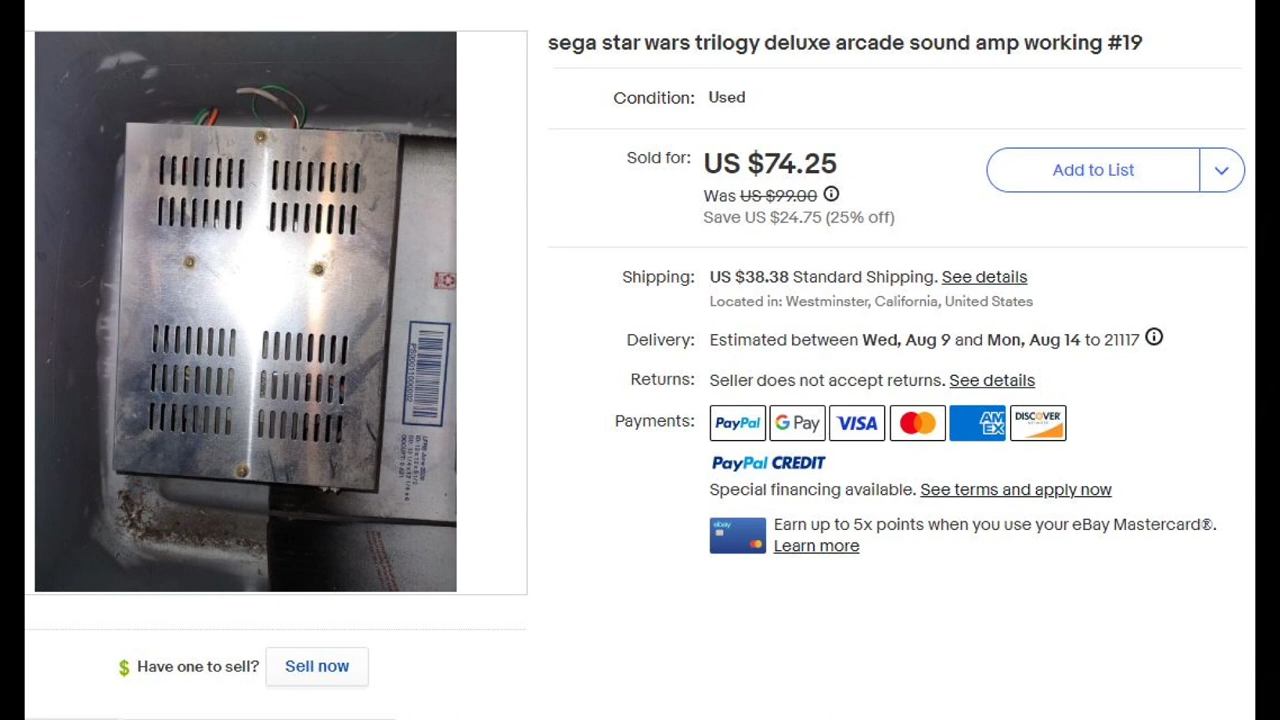 sega star wars trilogy deluxe arcade sound amp working #19
Condition: Used
Sold for: US $74.25
Was US $99.00
Save US $24.75 (25% off)
Add to List
Shipping: US $38.38 Standard Shipping. See details
Located in: Westminster, California, United States
Delivery: Estimated between Wed, Aug 9 and Mon, Aug 14 to 21117
Returns: Seller does not accept returns. See details
Payments: PayPal G Pay VISA AM EX DISCOVER
PayPal CREDIT
Special financing available. See terms and apply now
ebay
Earn up to 5x points when you use your eBay Mastercard®.
Learn more
$ Have one to sell? Sell now